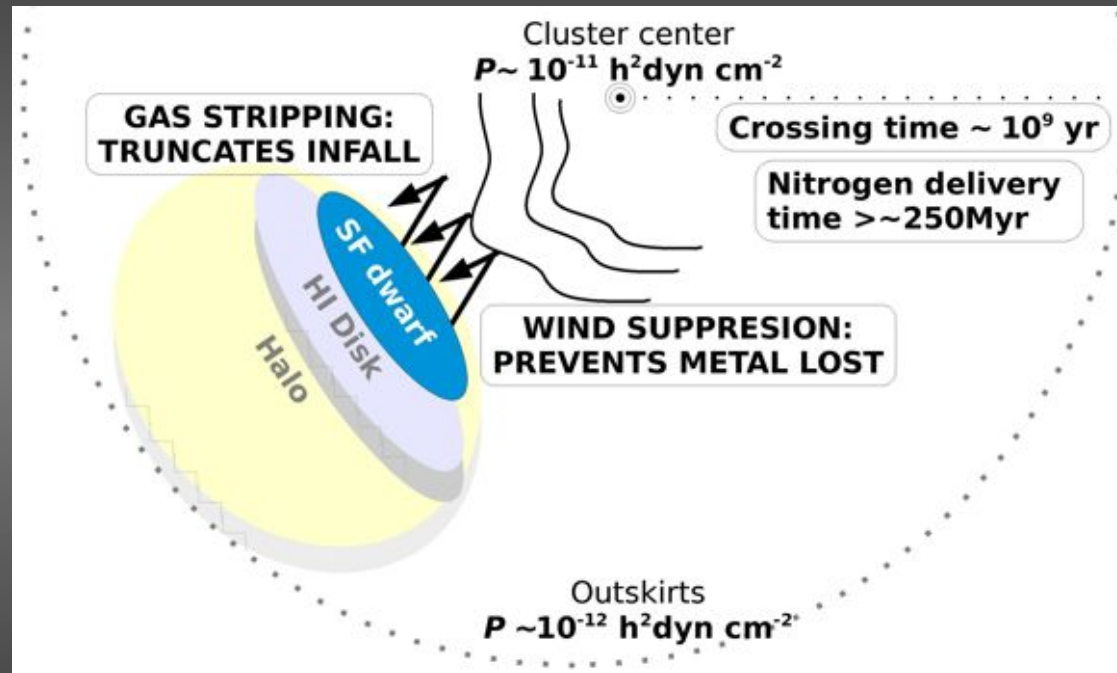 Cluster center
P~ 10⁻¹¹ h²dyn cm⁻²
GAS STRIPPING:
TRUNCATES INFALL
Crossing time ~ 10⁹ yr
Nitrogen delivery
time >~250Myr
SF dwarf
HI Disk
Halo
WIND SUPPRESION:
PREVENTS METAL LOST
Outskirts
P ~10⁻¹² h²dyn cm⁻²